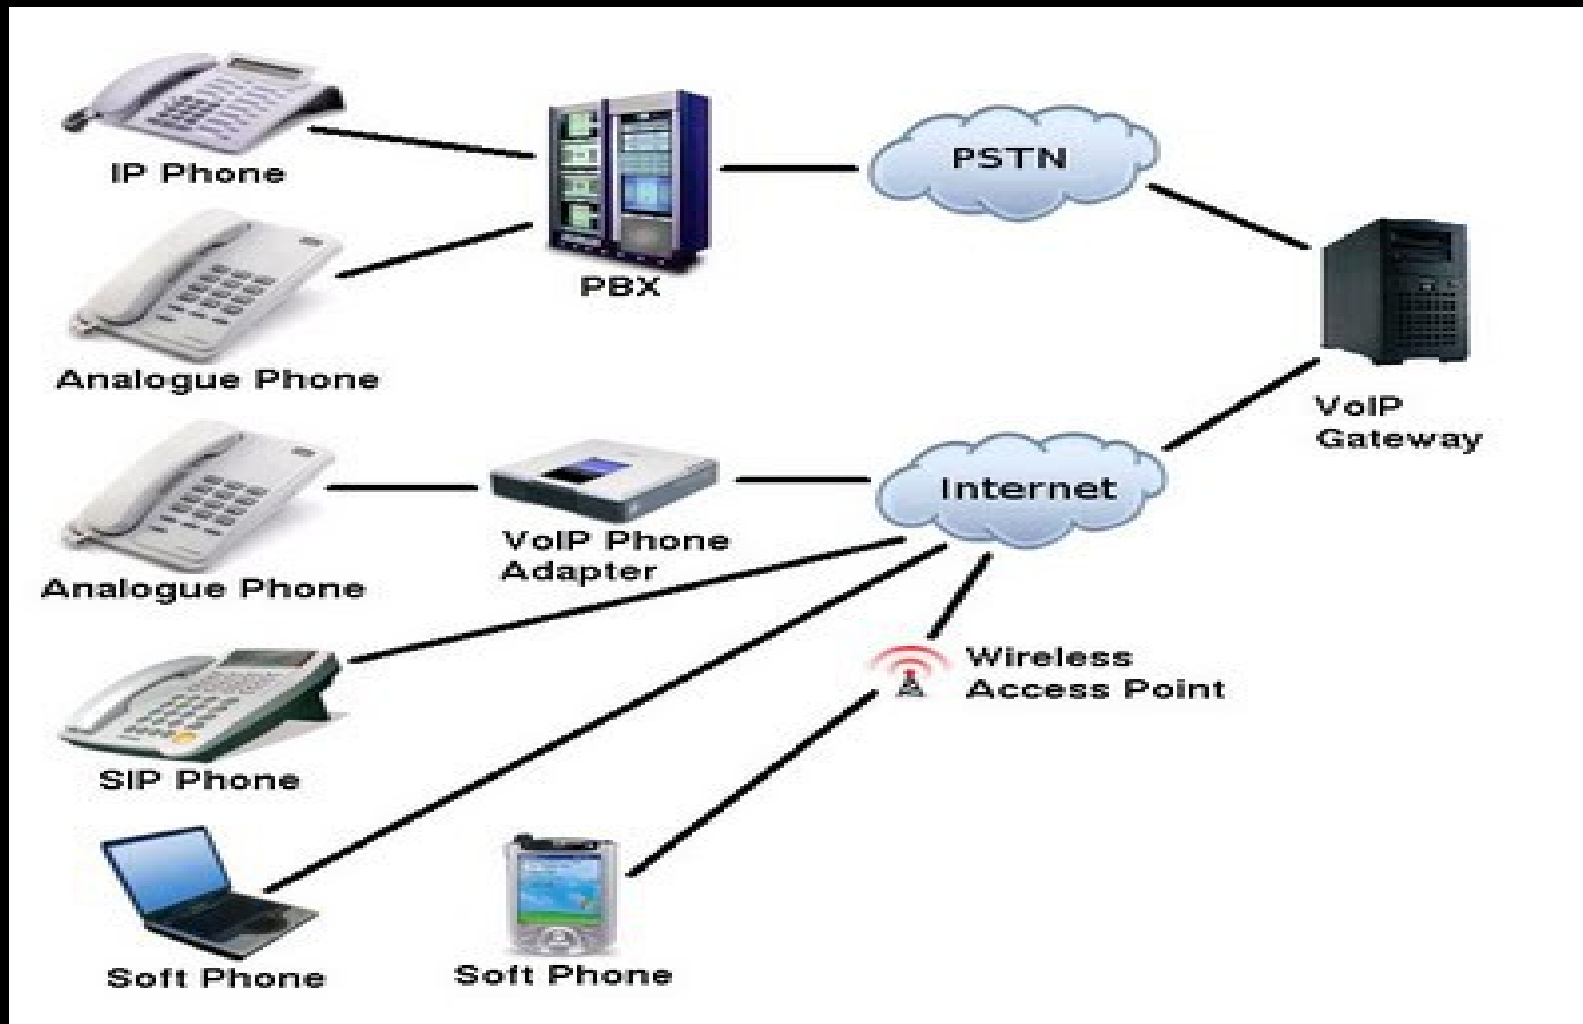 IP Phone
PSTN
PBX
Analogue Phone
VoIP
Gateway
Internet
VoIP Phone
Adapter
Analogue Phone
Wireless
Access Point
SIP Phone
Soft Phone
Soft Phone